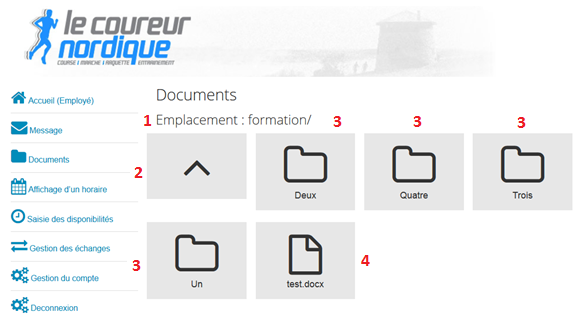 le coureur
nordique
COURSE | MARCHE | RAQUETTE | ENTRAINEMENT
Accueil (Employé)
Message
Documents
Affichage d'un horaire
Saisie des disponibilités
Gestion des échanges
Gestion du compte
Deconnexion
Documents
1 Emplacement : formation/
3 3 3
2
Deux Quatre Trois
3 4
Un test.docx